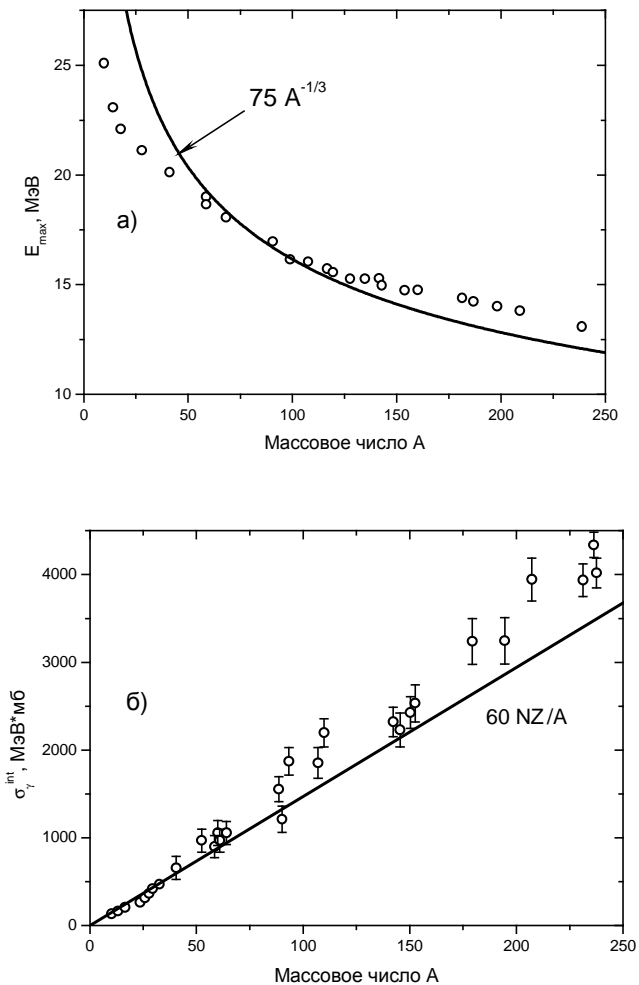 25
20
15
10
E_max, МэВ
75 A^-1/3
а)
0 50 100 150 200 250
Массовое число А
4000
3000
2000
1000
0
σ_γ^int, МэВ*мб
б)
60 NZ/A
0 50 100 150 200 250
Массовое число А